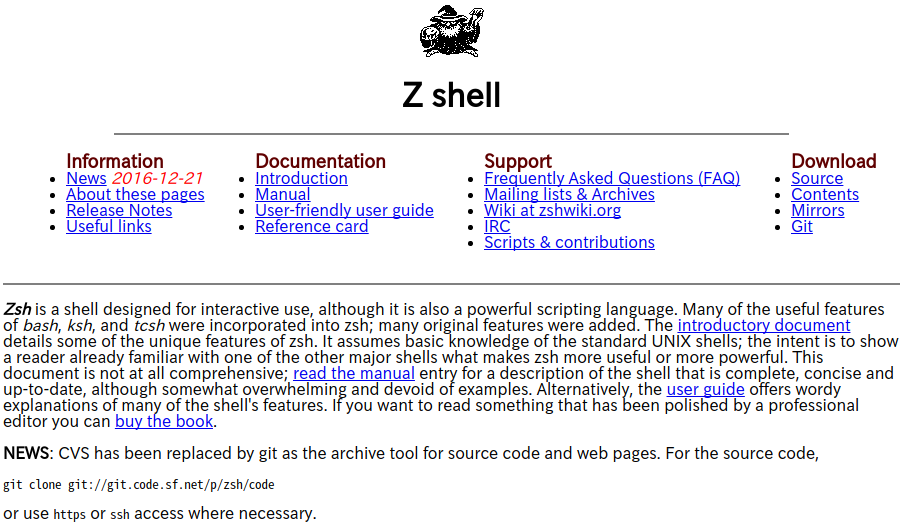 Z shell
Information
News 2016-12-21
About these pages
Release Notes
Useful links
Documentation
Introduction
Manual
User-friendly user guide
Reference card
Support
Frequently Asked Questions (FAQ)
Mailing lists & Archives
Wiki at zshwiki.org
IRC
Scripts & contributions
Download
Source
Contents
Mirrors
Git
Zsh is a shell designed for interactive use, although it is also a powerful scripting language. Many of the useful features
of bash, ksh, and tcsh were incorporated into zsh; many original features were added. The introductory document
details some of the unique features of zsh. It assumes basic knowledge of the standard UNIX shells; the intent is to show
a reader already familiar with one of the other major shells what makes zsh more useful or more powerful. This
document is not at all comprehensive; read the manual entry for a description of the shell that is complete, concise and
up-to-date, although somewhat overwhelming and devoid of examples. Alternatively, the user guide offers wordy
explanations of many of the shell's features. If you want to read something that has been polished by a professional
editor you can buy the book.
NEWS: CVS has been replaced by git as the archive tool for source code and web pages. For the source code,
git clone git://git.code.sf.net/p/zsh/code
or use https or ssh access where necessary.